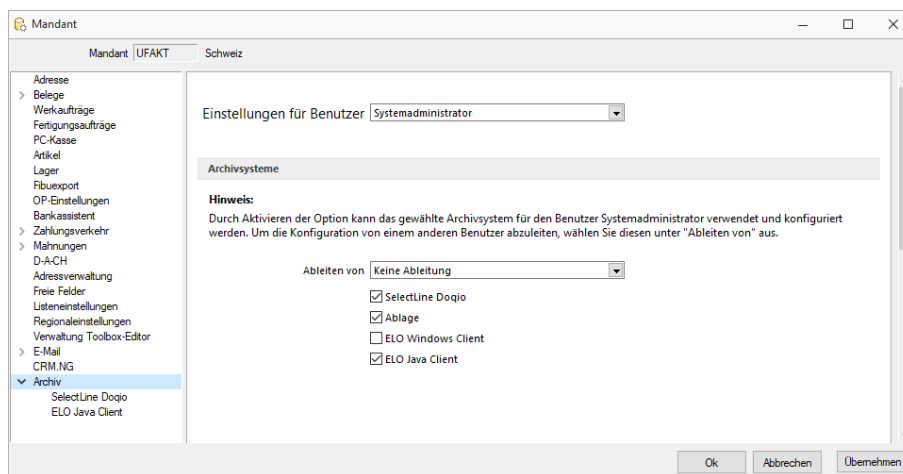 Mandant
Mandant UFAKT Schweiz
Adresse
Belege
Werkaufträge
Fertigungsaufträge
PC-Kasse
Artikel
Lager
Fibuexport
OP-Einstellungen
Bankassistent
Zahlungsverkehr
Mahnungen
D-A-CH
Adressverwaltung
Freie Felder
Listeneinstellungen
Regionaleinstellungen
Verwaltung Toolbox-Editor
E-Mail
CRM.NG
Archiv
SelectLine Doqio
ELO Java Client
Einstellungen für Benutzer Systemadministrator
Archivsysteme
Hinweis:
Durch Aktivieren der Option kann das gewählte Archivsystem für den Benutzer Systemadministrator verwendet und konfiguriert
werden. Um die Konfiguration von einem anderen Benutzer abzuleiten, wählen Sie diesen unter "Ableiten von" aus.
Ableiten von Keine Ableitung
SelectLine Doqio
Ablage
ELO Windows Client
ELO Java Client
Ok Abbrechen Übernehmen